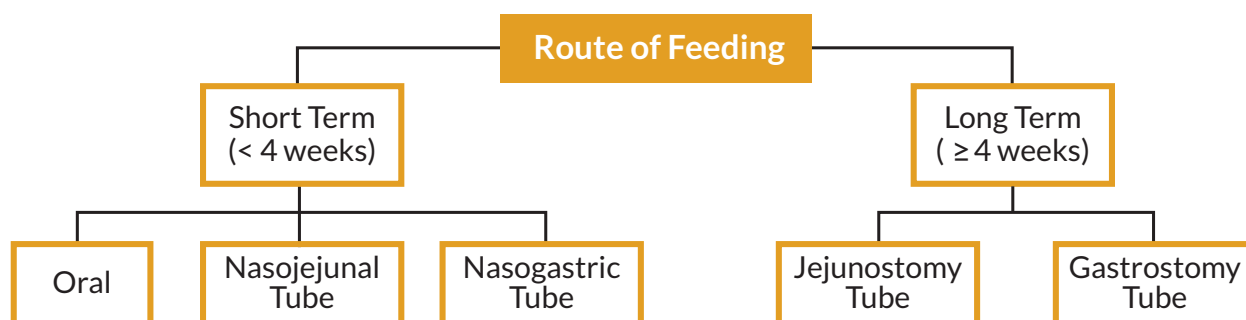 Route of Feeding
Short Term
(< 4 weeks)
Long Term
( ≥ 4 weeks)
Oral
Nasojejunal
Tube
Nasogastric
Tube
Jejunostomy
Tube
Gastrostomy
Tube